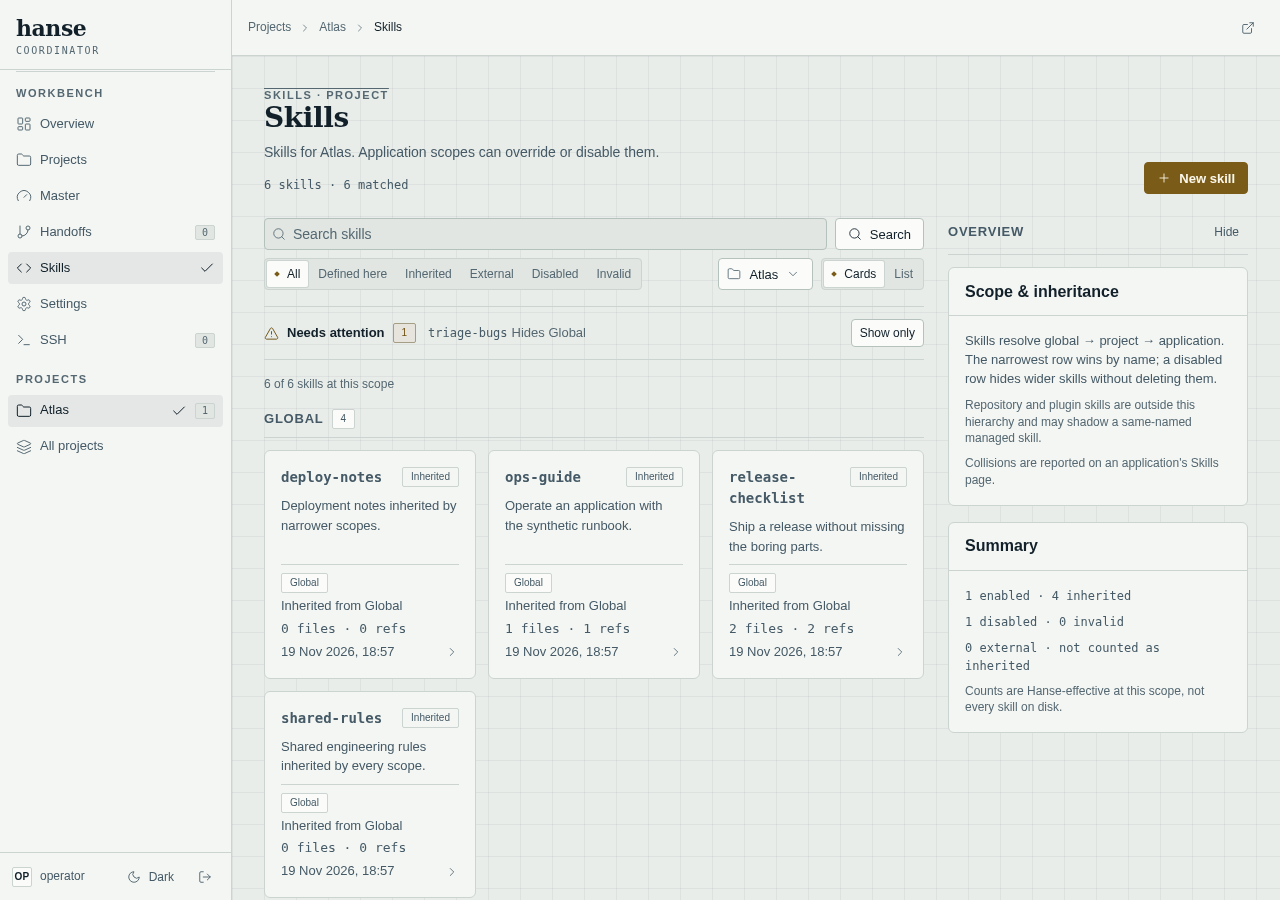 hanse
COORDINATOR
WORKBENCH
Overview
Projects
Master
Handoffs 0
Skills
Settings
SSH 0
PROJECTS
Atlas 1
All projects
OP operator Dark
Projects Atlas Skills
SKILLS · PROJECT
Skills
Skills for Atlas. Application scopes can override or disable them.
6 skills · 6 matched
New skill
Search skills Search
All Defined here Inherited External Disabled Invalid Atlas Cards List
Needs attention 1 triage-bugs Hides Global Show only
6 of 6 skills at this scope
GLOBAL 4
deploy-notes Inherited
Deployment notes inherited by
narrower scopes.
Global
Inherited from Global
0 files · 0 refs
19 Nov 2026, 18:57
ops-guide Inherited
Operate an application with
the synthetic runbook.
Global
Inherited from Global
1 files · 1 refs
19 Nov 2026, 18:57
release-
checklist Inherited
Ship a release without missing
the boring parts.
Global
Inherited from Global
2 files · 2 refs
19 Nov 2026, 18:57
shared-rules Inherited
Shared engineering rules
inherited by every scope.
Global
Inherited from Global
0 files · 0 refs
19 Nov 2026, 18:57
OVERVIEW Hide
Scope & inheritance
Skills resolve global → project → application.
The narrowest row wins by name; a disabled
row hides wider skills without deleting them.
Repository and plugin skills are outside this
hierarchy and may shadow a same-named
managed skill.
Collisions are reported on an application's Skills
page.
Summary
1 enabled · 4 inherited
1 disabled · 0 invalid
0 external · not counted as
inherited
Counts are Hanse-effective at this scope, not
every skill on disk.